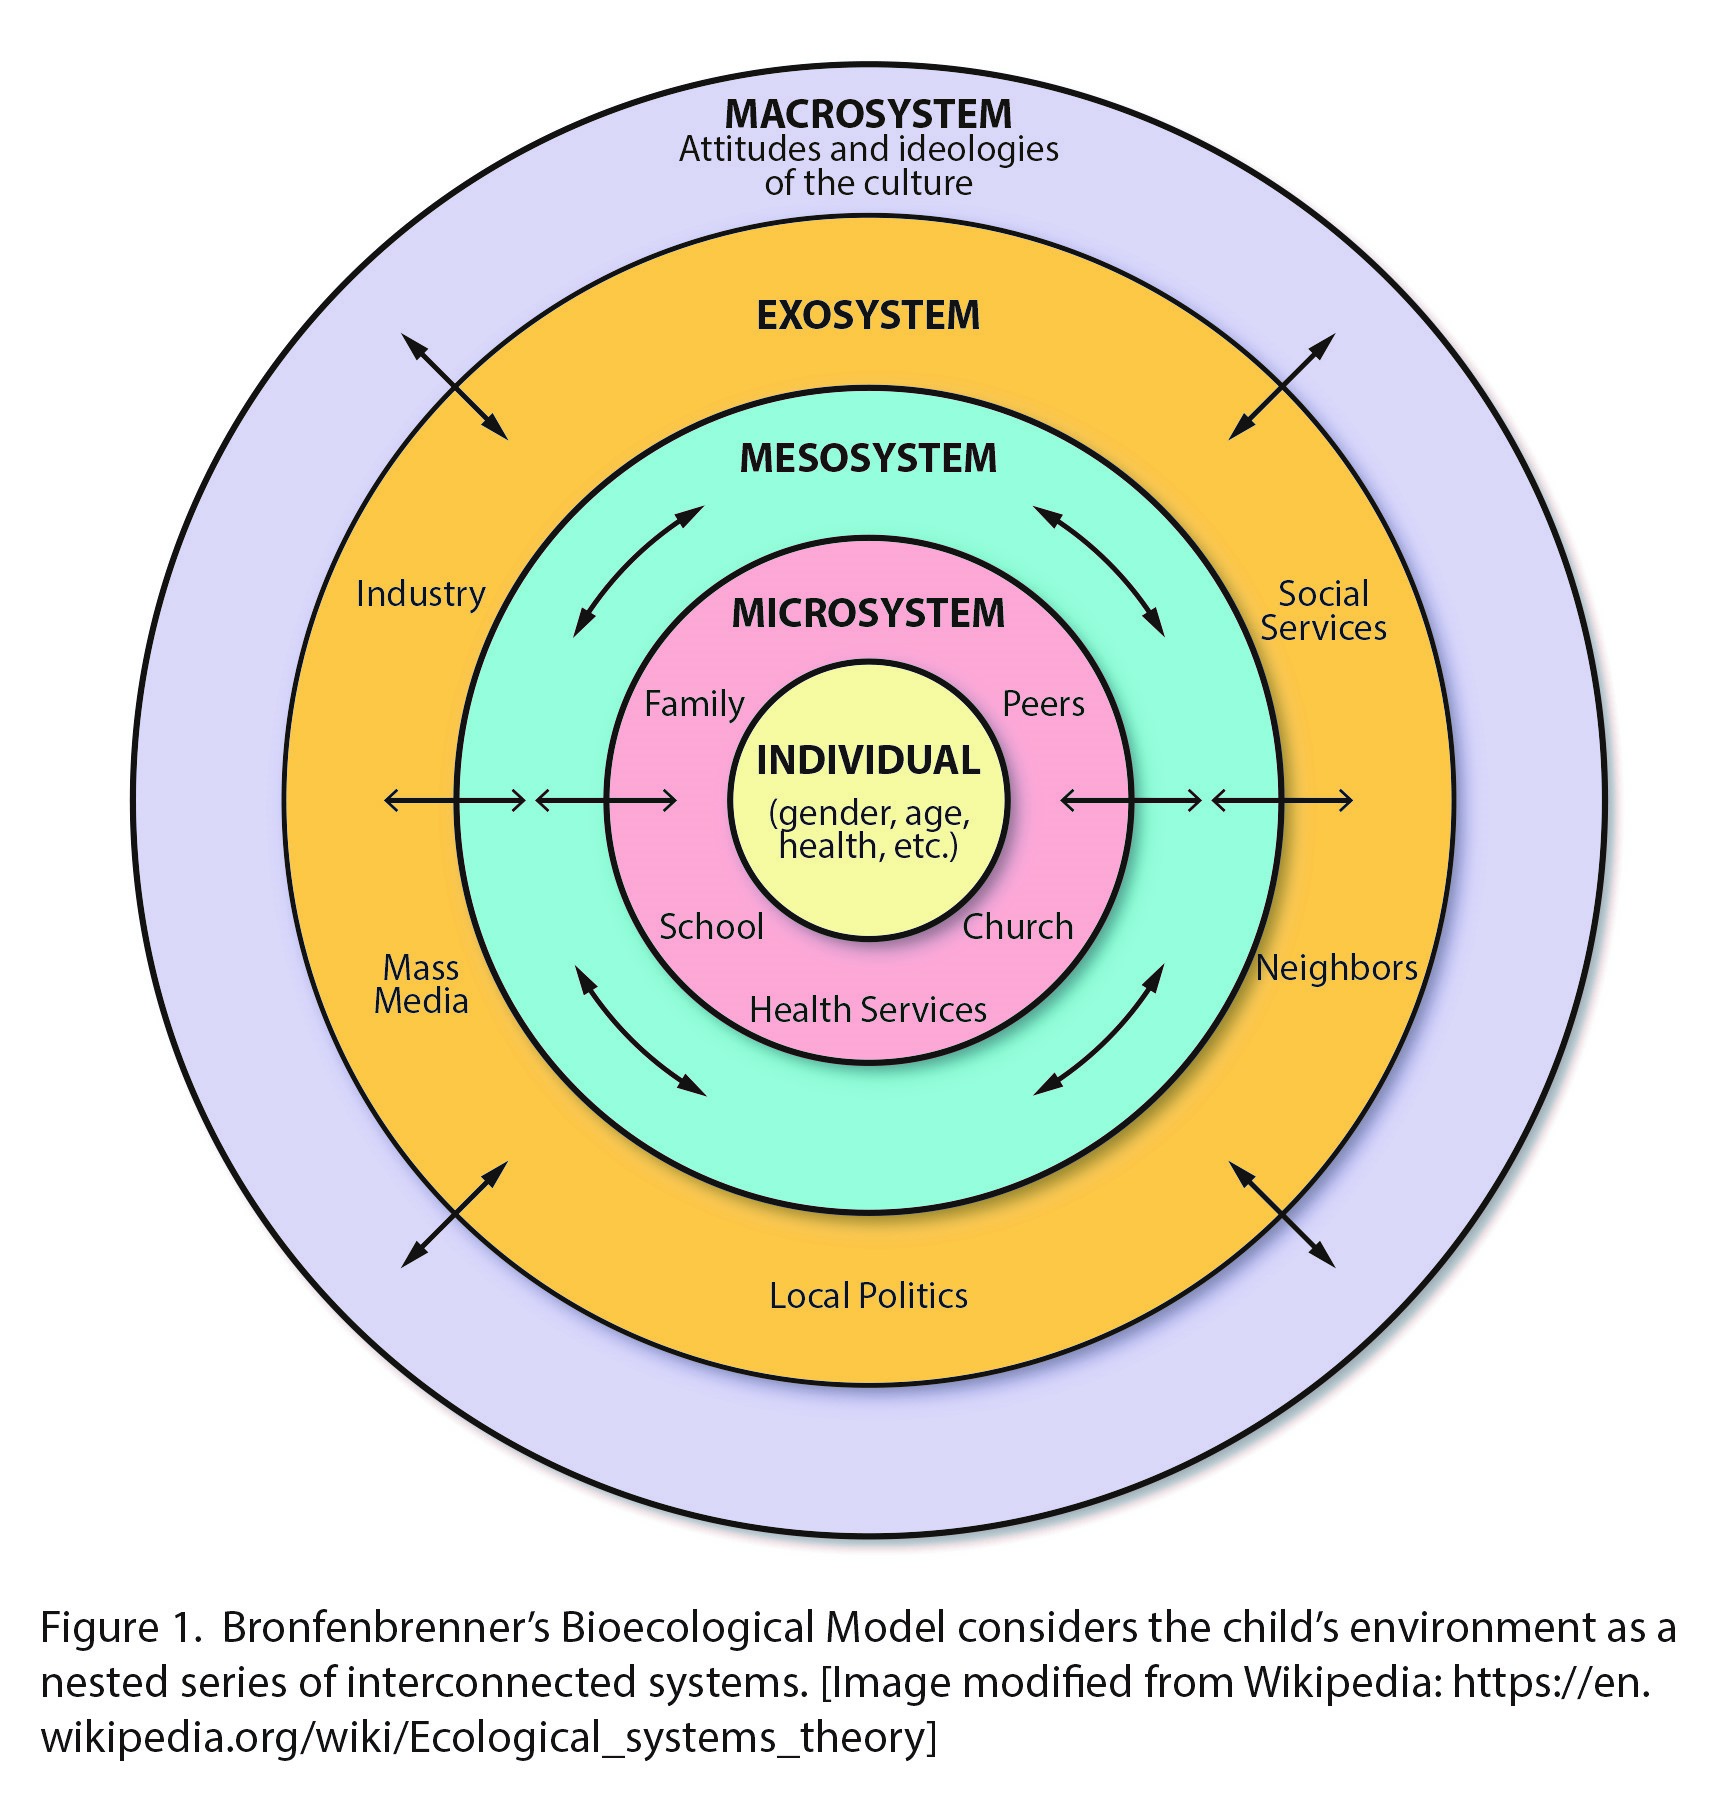 MACROSYSTEM
Attitudes and ideologies
of the culture
EXOSYSTEM
MESOSYSTEM
Industry
Social
Services
MICROSYSTEM
Family
Peers
INDIVIDUAL
(gender, age,
health, etc.)
School
Church
Mass
Media
Neighbors
Health Services
Local Politics
Figure 1.  Bronfenbrenner’s Bioecological Model considers the child’s environment as a
nested series of interconnected systems. [Image modified from Wikipedia: https://en.
wikipedia.org/wiki/Ecological_systems_theory]